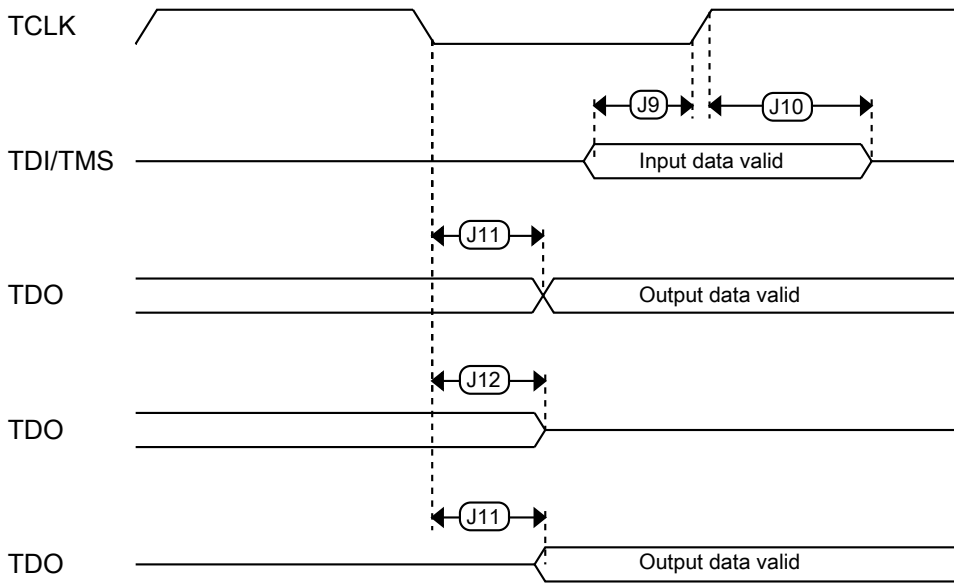 TCLK
J9
J10
TDI/TMS
Input data valid
J11
TDO
Output data valid
J12
TDO
J11
TDO
Output data valid